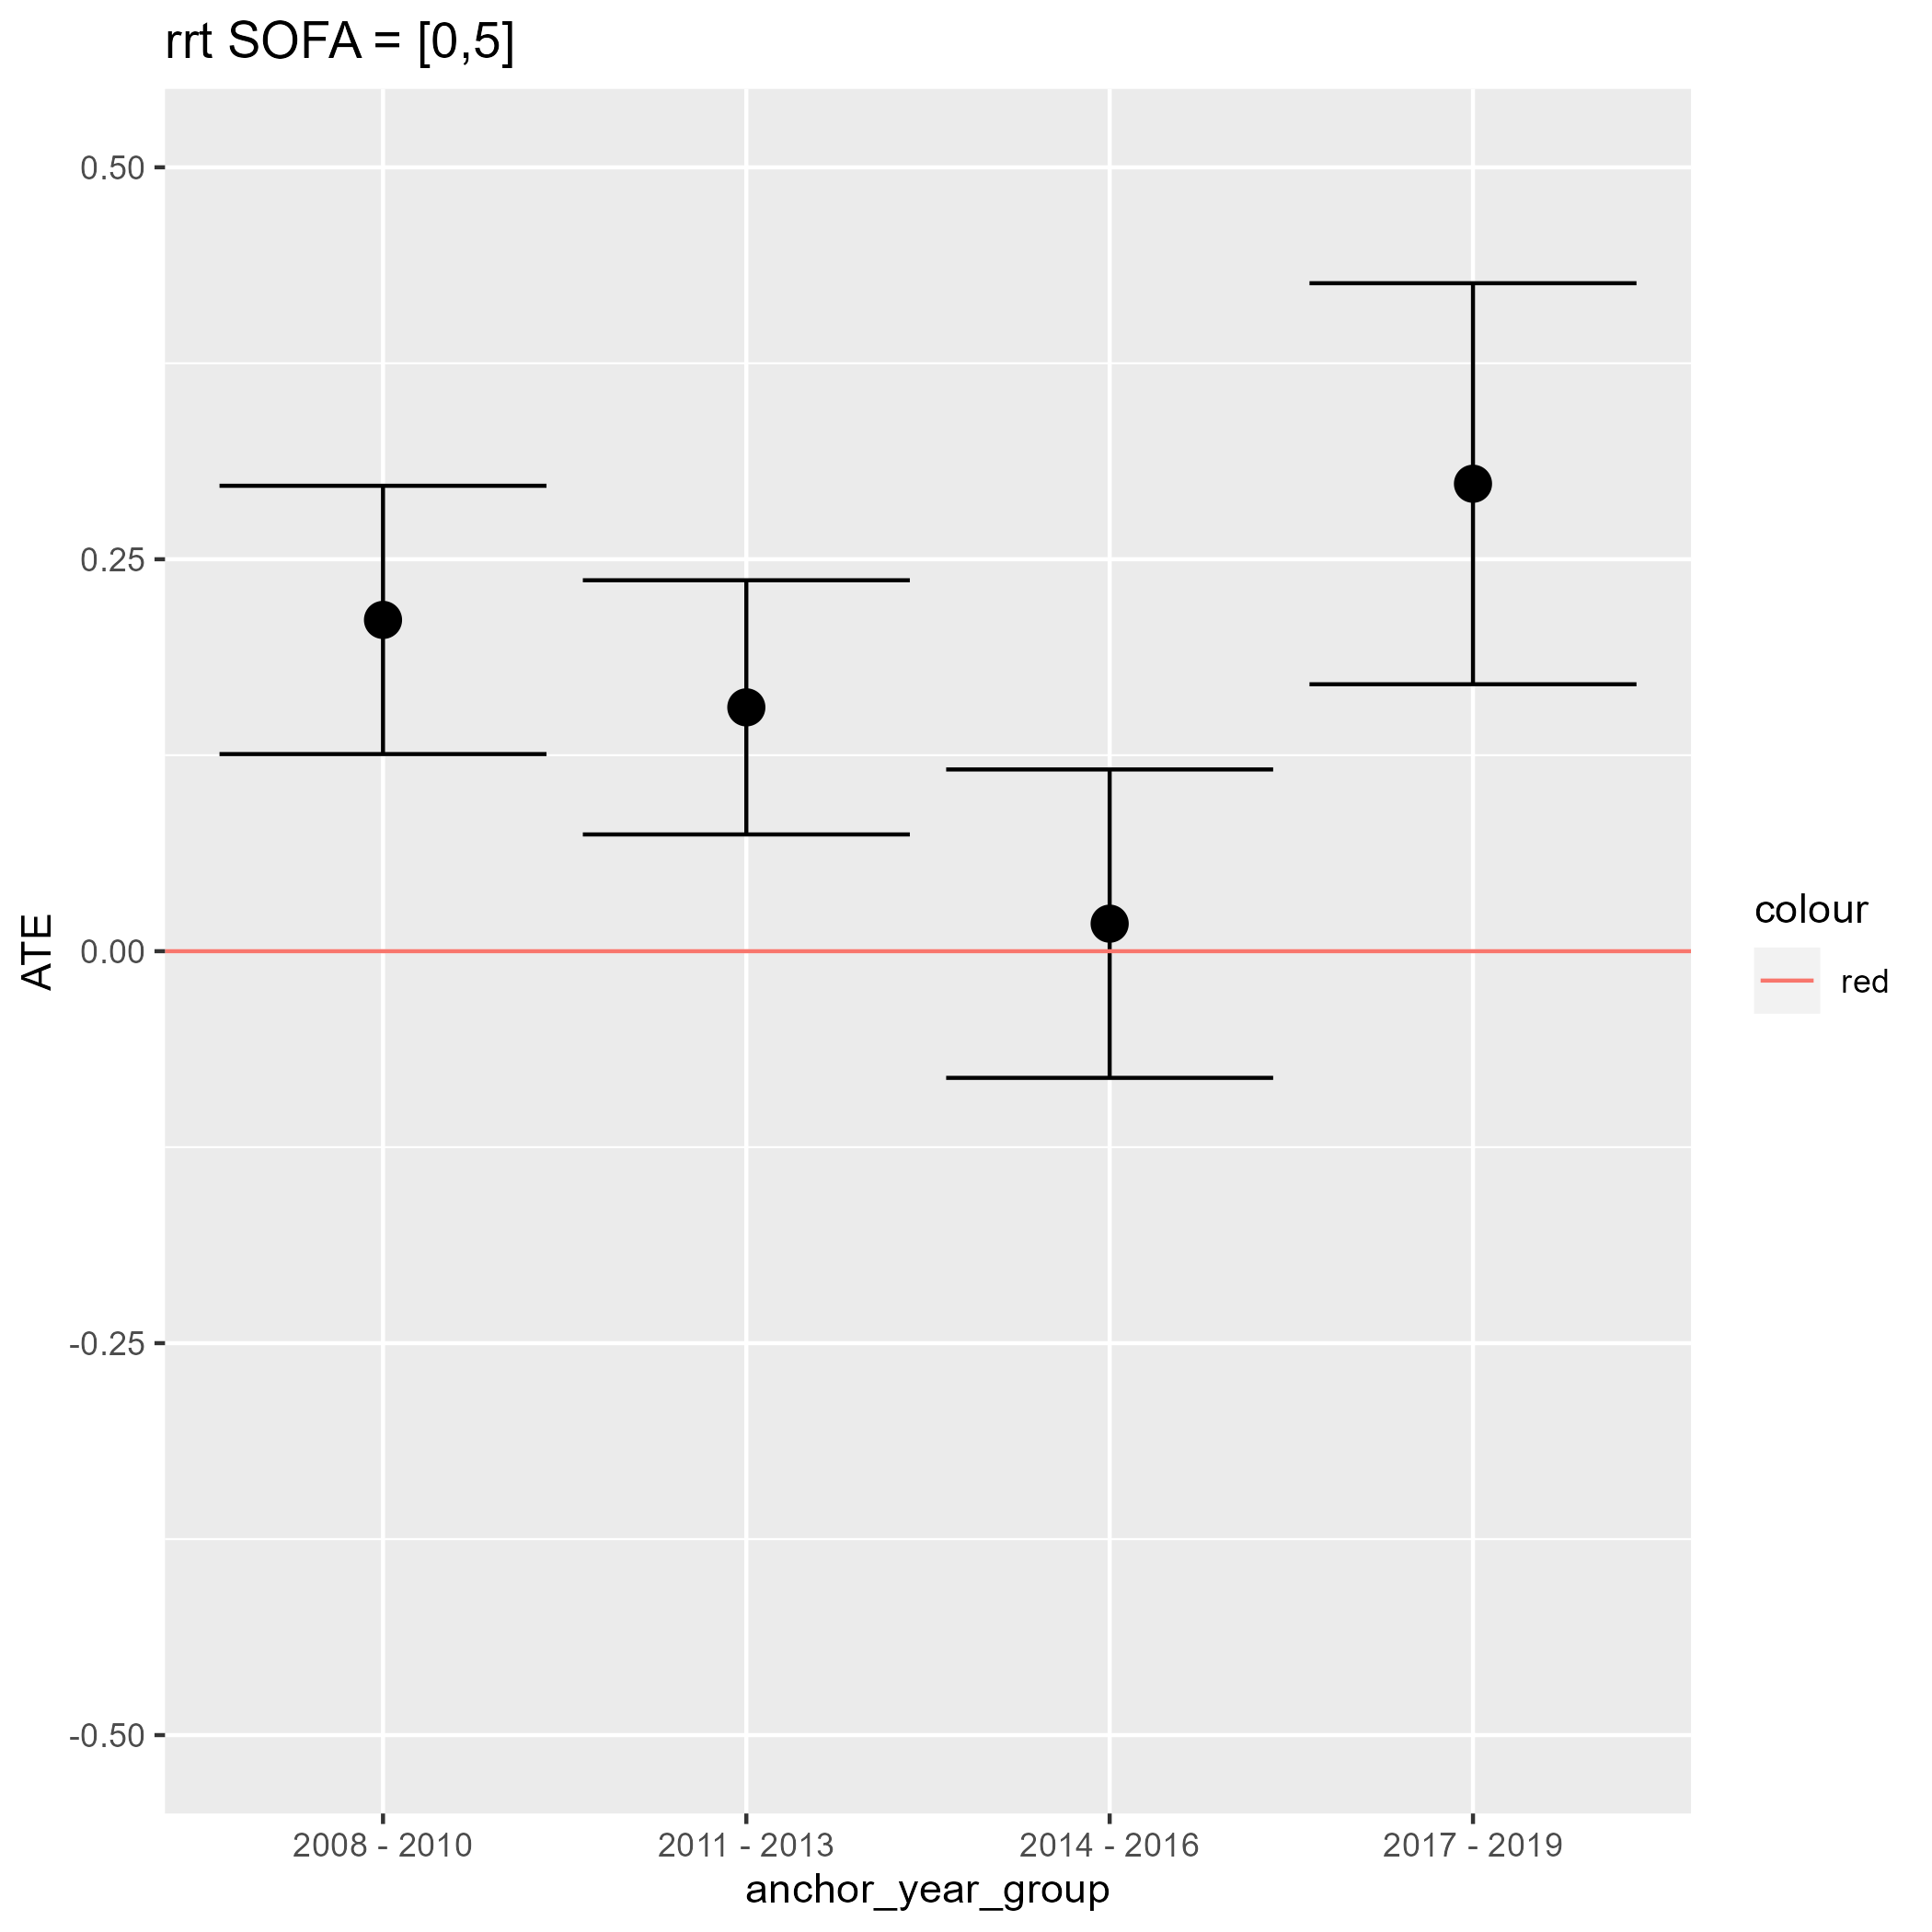 rrt SOFA = [0,5]
0.50
0.25
0.00
-0.25
-0.50
ATE
2008 - 2010
2011 - 2013
2014 - 2016
2017 - 2019
anchor_year_group
colour
red